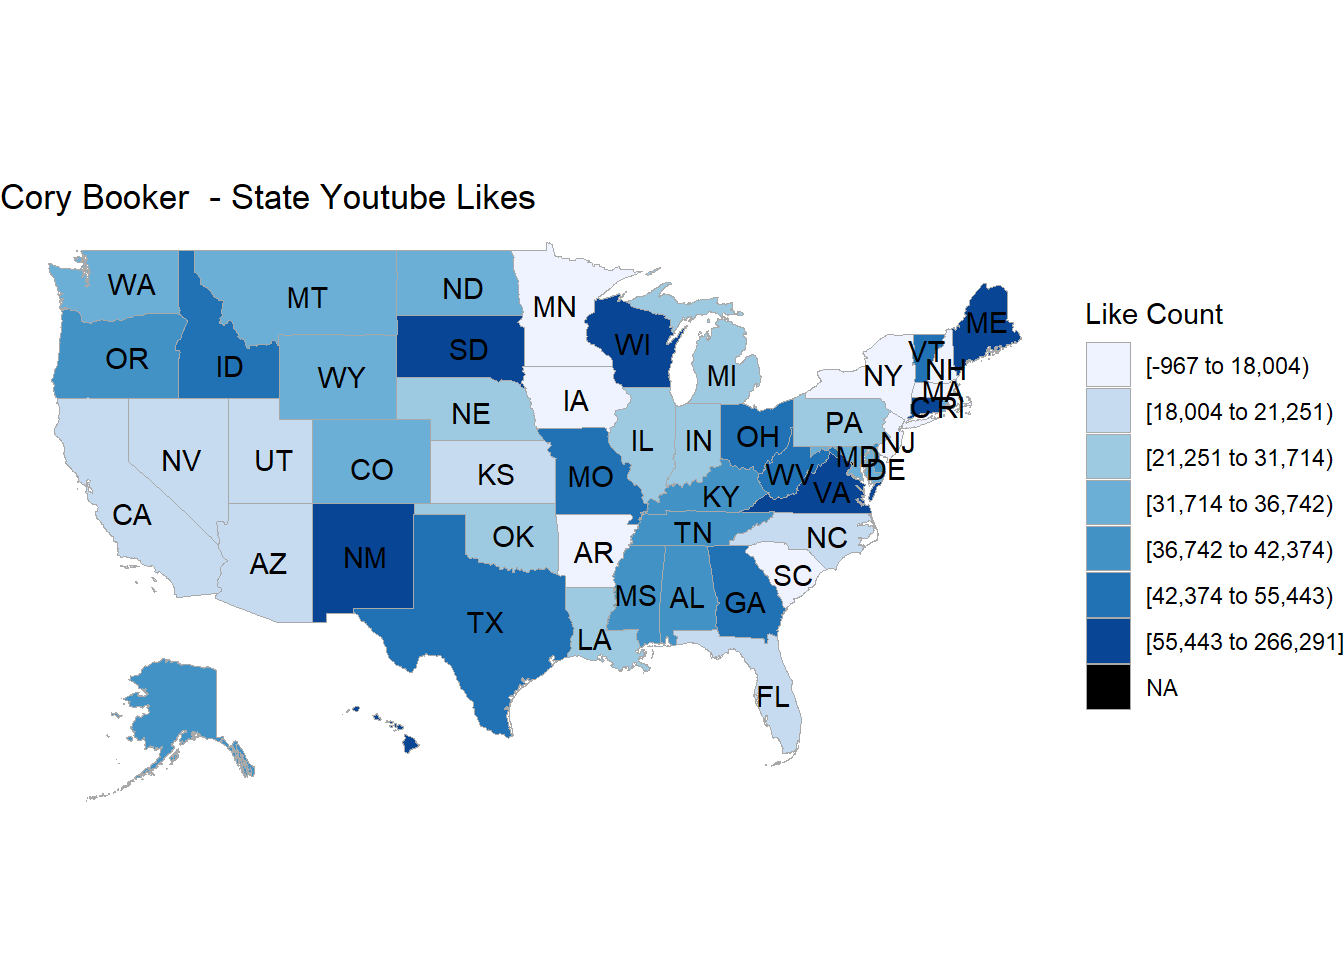 Cory Booker  - State Youtube Likes
WA
MT
ND
MN
ME
OR
ID
WY
SD
WI
MI
VT
NH
NY
MA
NE
IA
IL
IN
OH
PA
CT
RI
NJ
NV
UT
CO
KS
MO
KY
WV
VA
MD
DE
CA
AZ
NM
OK
AR
TN
NC
SC
TX
LA
MS
AL
GA
FL
Like Count
[-967 to 18,004)
[18,004 to 21,251)
[21,251 to 31,714)
[31,714 to 36,742)
[36,742 to 42,374)
[42,374 to 55,443)
[55,443 to 266,291]
NA